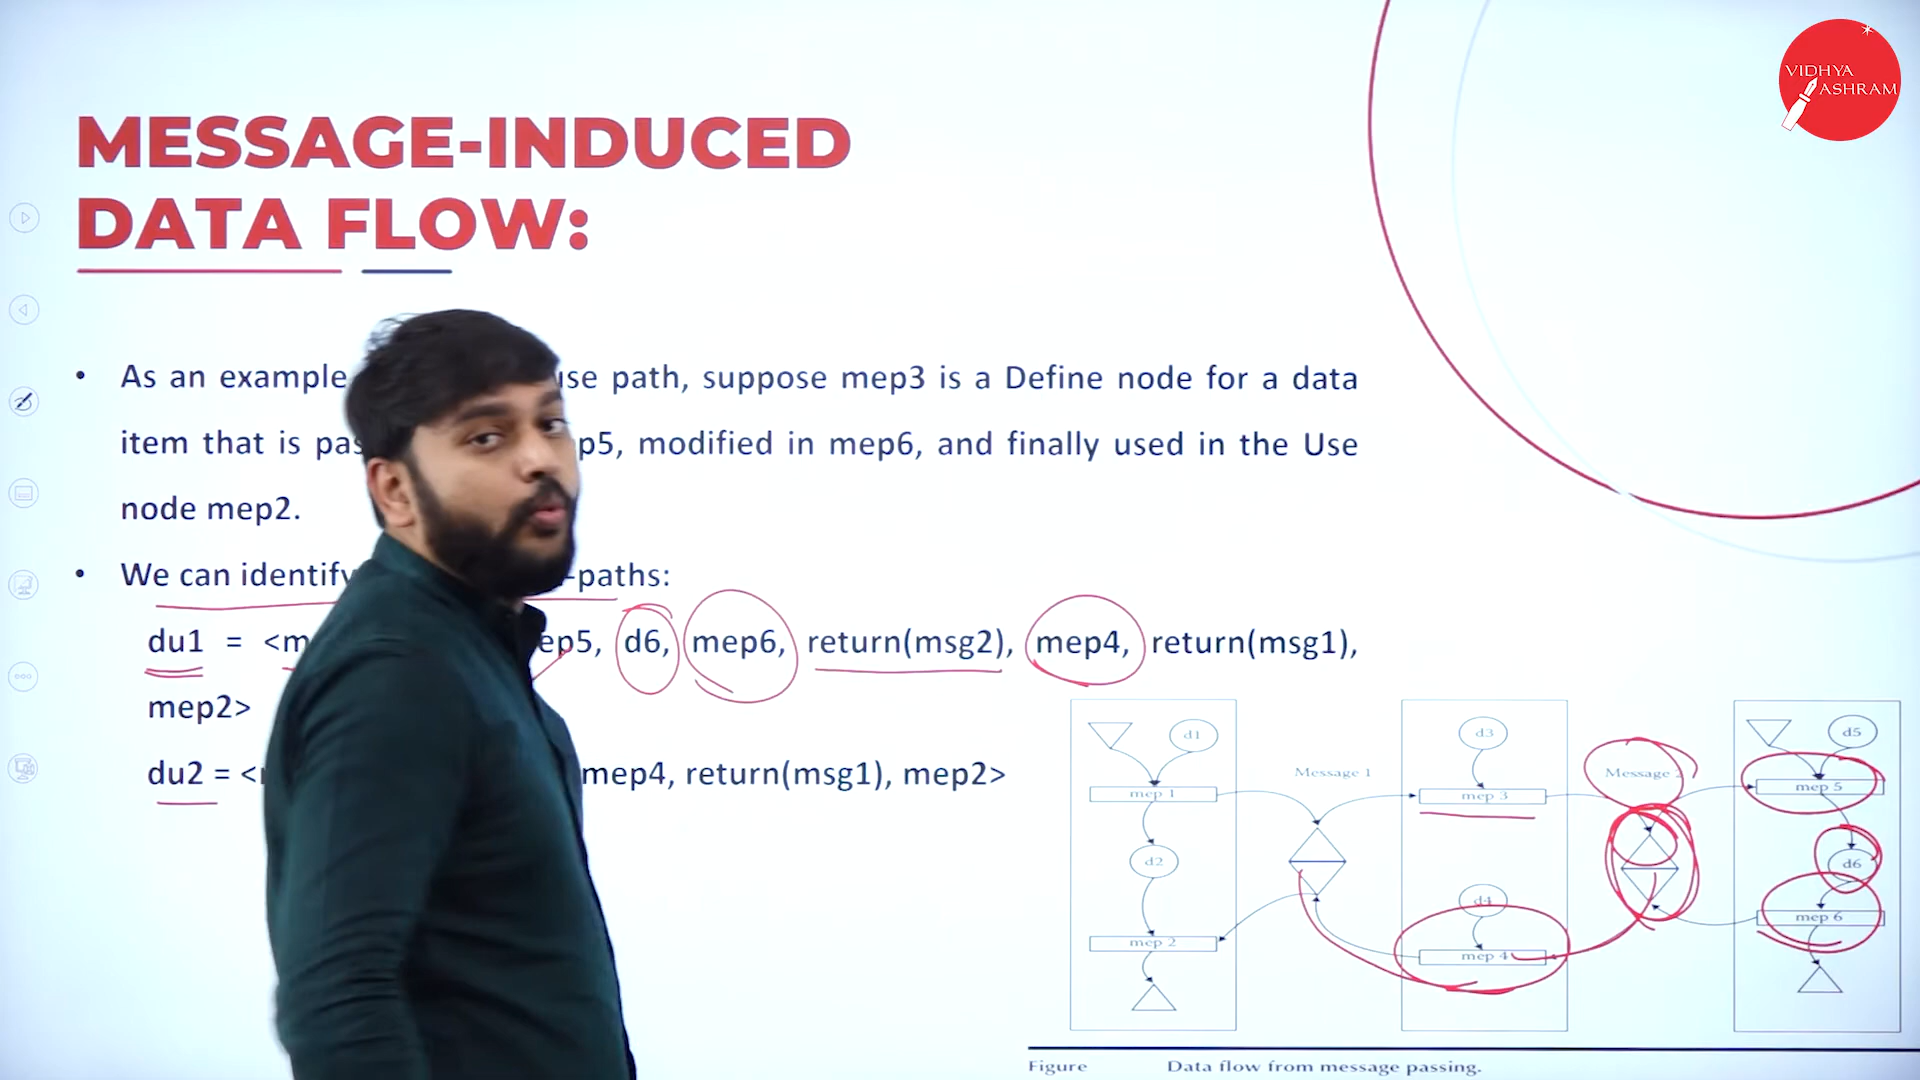 VIDHYA
ASHRAM
MESSAGE-INDUCED
DATA FLOW:
• As an example use path, suppose mep3 is a Define node for a data
item that is pas p5, modified in mep6, and finally used in the Use
node mep2.
• We can identify -paths:
du1 = <m ep5, d6, mep6, return(msg2), mep4, return(msg1),
mep2>
du2 = < mep4, return(msg1), mep2>
d1
d3
d5
Message 1
Message
mep 1
mep 3
mep 5
d2
d6
d4
mep 2
mep 4
mep 6
Figure Data flow from message passing.